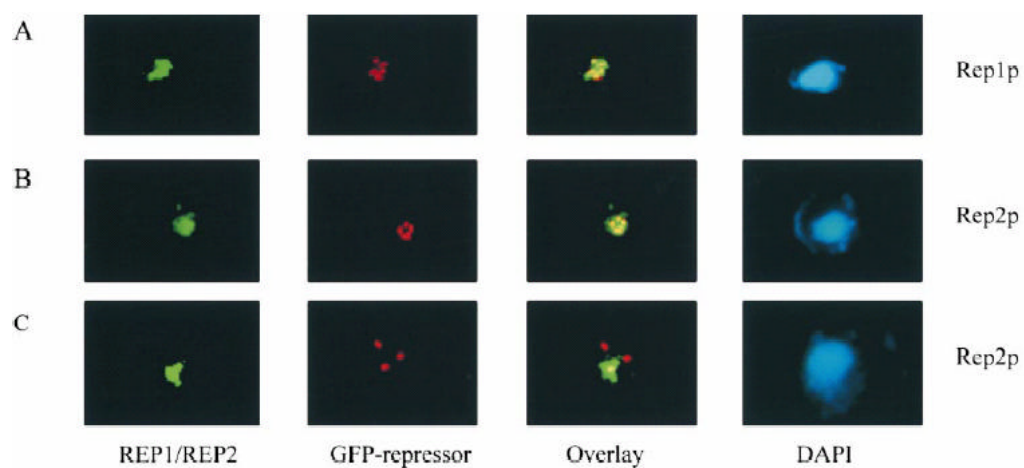 A
Rep1p
B
Rep2p
C
Rep2p
REP1/REP2 GFP-repressor Overlay DAPI